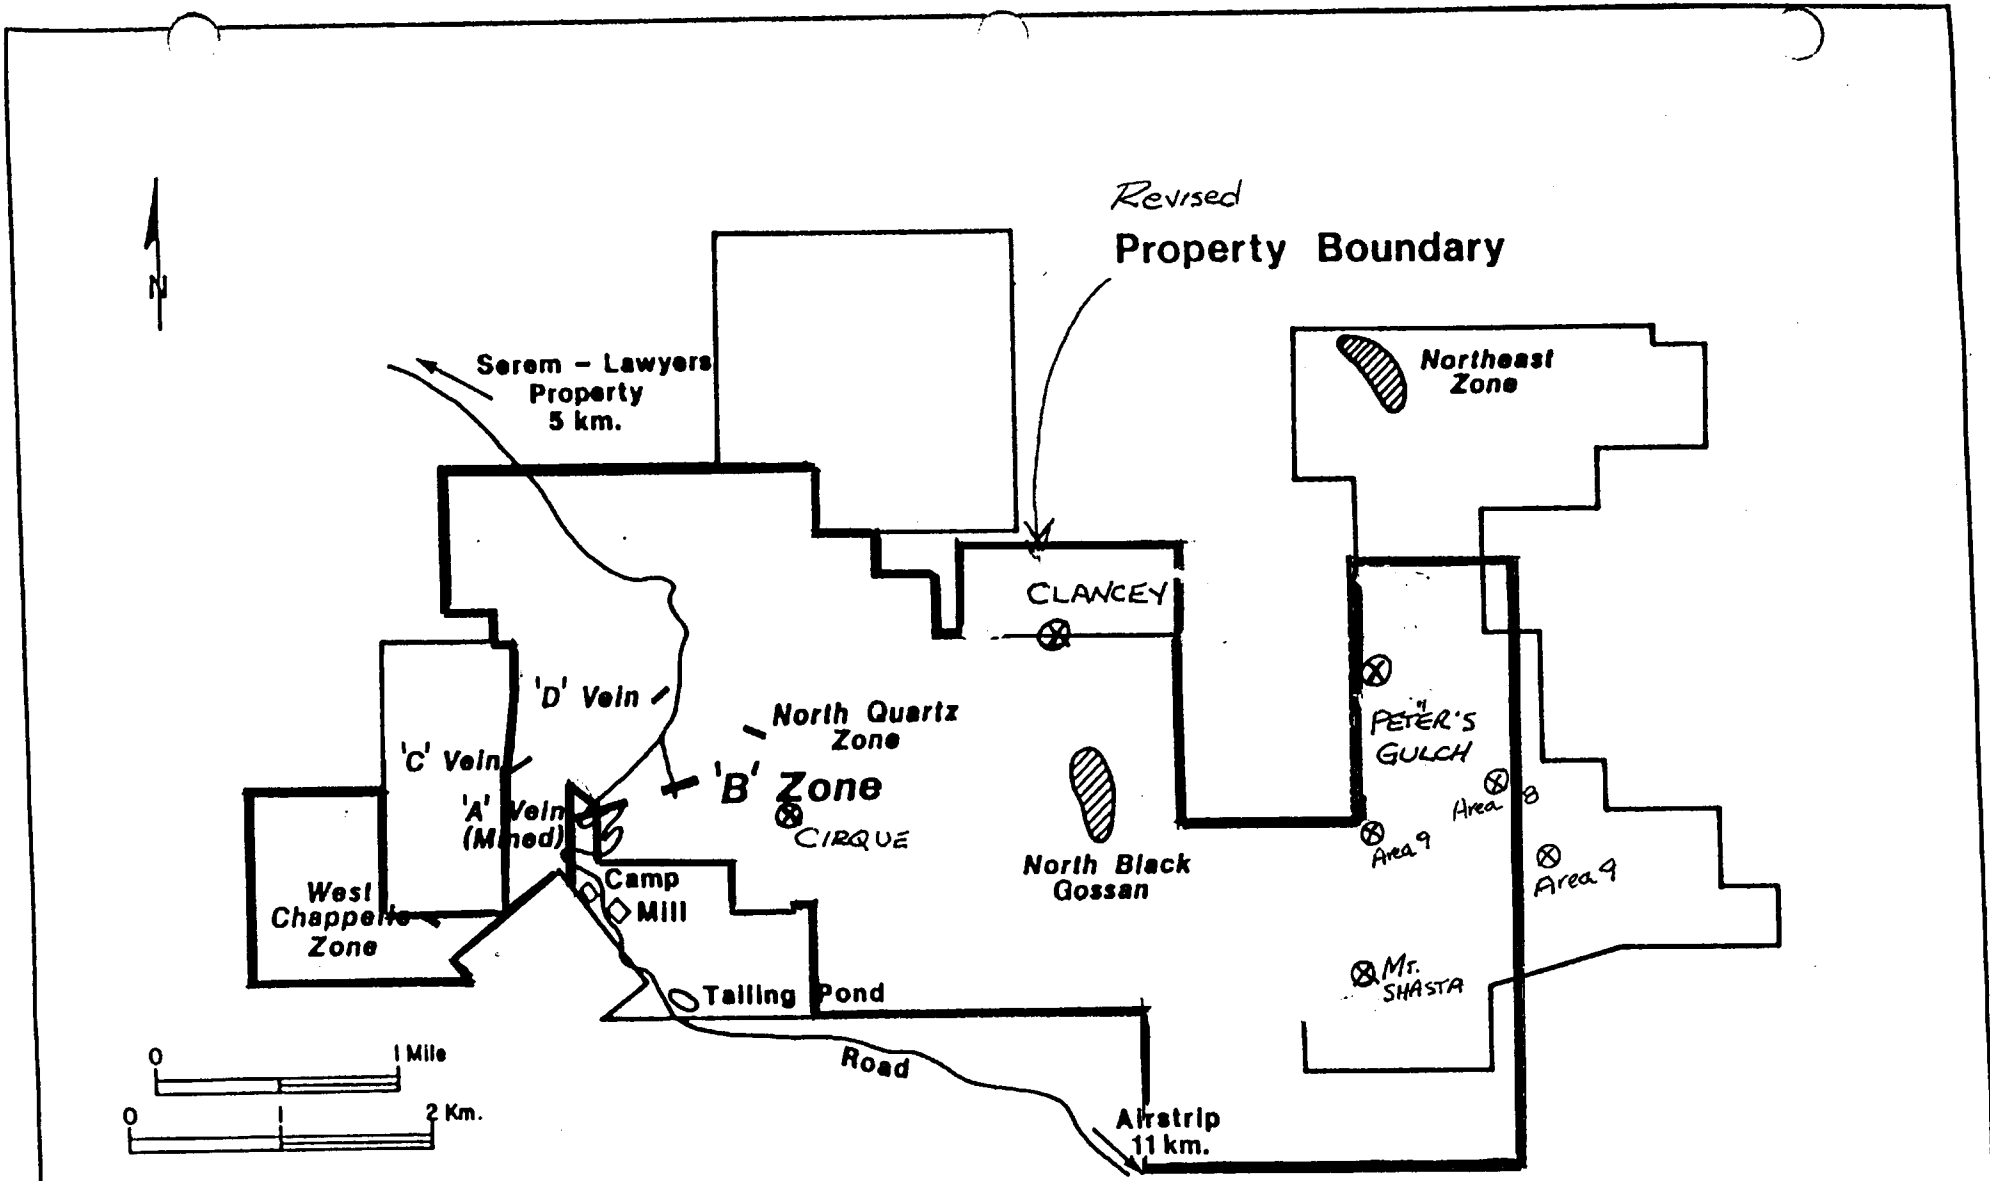 Revised
Property Boundary
N
Serem - Lawyers
Property
5 km.
Northeast
Zone
CLANCEY
'D' Vein
North Quartz
Zone
PETER'S
GULCH
'C' Vein
'B' Zone
'A' Vein
(Mined)
CIRQUE
Area 8
Area 9
Area 9
North Black
Gossan
Camp
Mill
West
Chappelle
Zone
Mt.
SHASTA
Tailing Pond
Road
0 1 Mile
0 1 2 Km.
Airstrip
11 km.